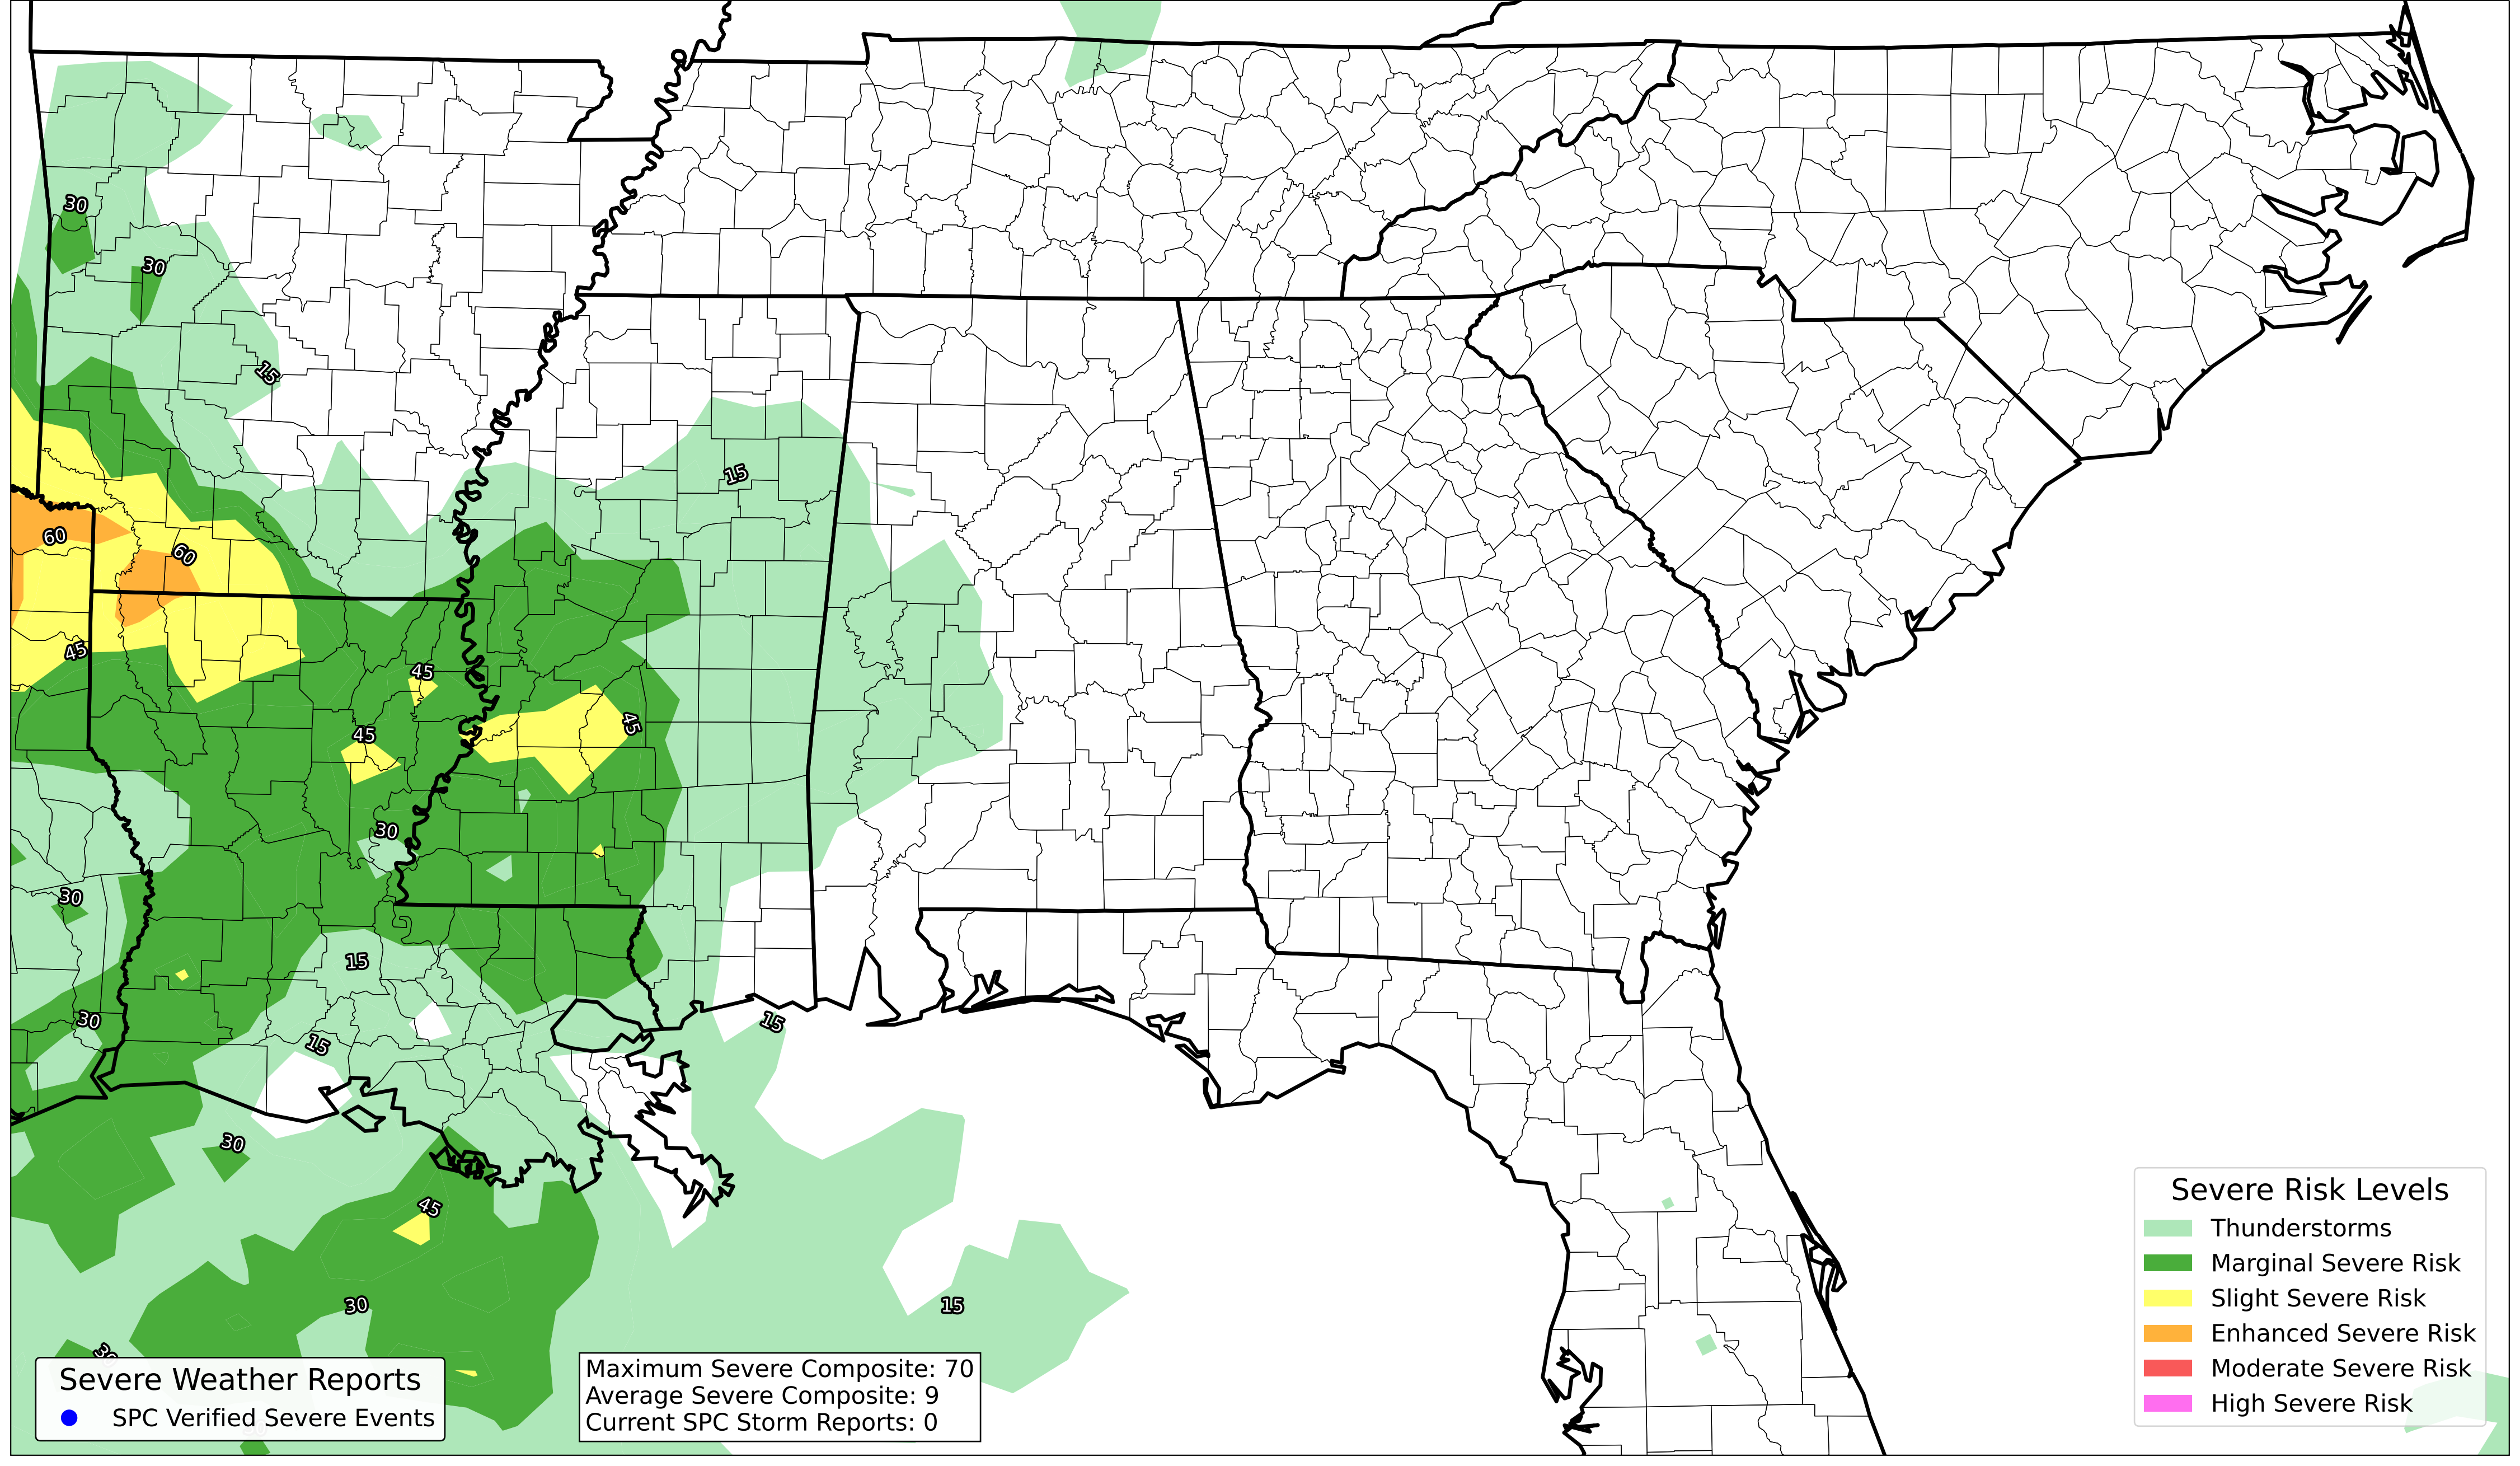 30
30
15
15
60
60
45
45
45
45
30
30
15
30
15
15
30
45
30
15
30
Severe Weather Reports
SPC Verified Severe Events
Maximum Severe Composite: 70
Average Severe Composite: 9
Current SPC Storm Reports: 0
Severe Risk Levels
Thunderstorms
Marginal Severe Risk
Slight Severe Risk
Enhanced Severe Risk
Moderate Severe Risk
High Severe Risk